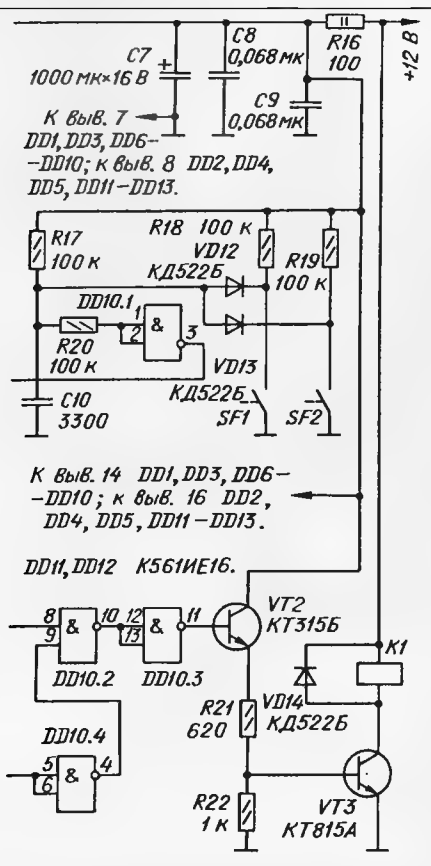 C7
1000 мк×16 В
+
C8
0,068 мк
R16
100
+12 В
C9
0,068 мк
К выв. 7
DD1, DD3, DD6–
–DD10; к выв. 8 DD2, DD4,
DD5, DD11–DD13.
R17
100 к
R18 100 к
VD12
КД522Б
R19
100 к
DD10.1
&
1
2
3
R20
100 к
VD13
КД522Б
C10
3300
SF1
SF2
К выв. 14 DD1, DD3, DD6–
–DD10; к выв. 16 DD2,
DD4, DD5, DD11–DD13.
DD11, DD12 К561ИЕ16.
8
9
&
10
12
13
&
11
VT2
КТ315Б
DD10.2
DD10.3
K1
R21
620
VD14
КД522Б
DD10.4
5
6
&
4
R22
1 к
VT3
КТ815А